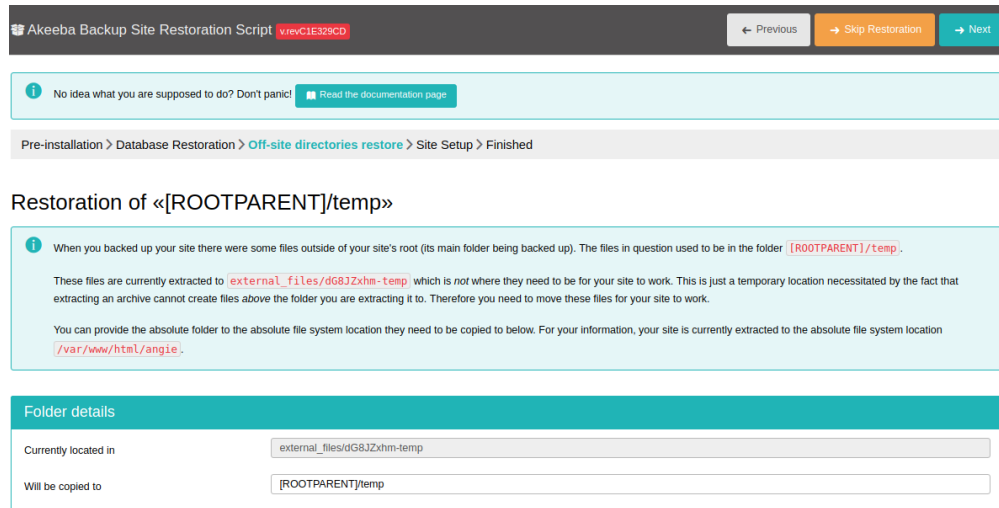 Akeeba Backup Site Restoration Script v.revC1E329CD
← Previous
→ Skip Restoration
→ Next
No idea what you are supposed to do? Don't panic! Read the documentation page
Pre-installation > Database Restoration > Off-site directories restore > Site Setup > Finished
Restoration of «[ROOTPARENT]/temp»
When you backed up your site there were some files outside of your site's root (its main folder being backed up). The files in question used to be in the folder [ROOTPARENT]/temp.
These files are currently extracted to external_files/dG8JZxhm-temp which is not where they need to be for your site to work. This is just a temporary location necessitated by the fact that
extracting an archive cannot create files above the folder you are extracting it to. Therefore you need to move these files for your site to work.
You can provide the absolute folder to the absolute file system location they need to be copied to below. For your information, your site is currently extracted to the absolute file system location
/var/www/html/angie.
Folder details
Currently located in external_files/dG8JZxhm-temp
Will be copied to [ROOTPARENT]/temp